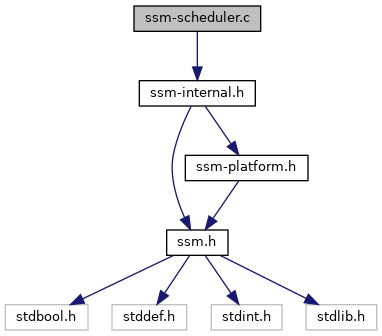 ssm-scheduler.c
ssm-internal.h
ssm-platform.h
ssm.h
stdbool.h
stddef.h
stdint.h
stdlib.h